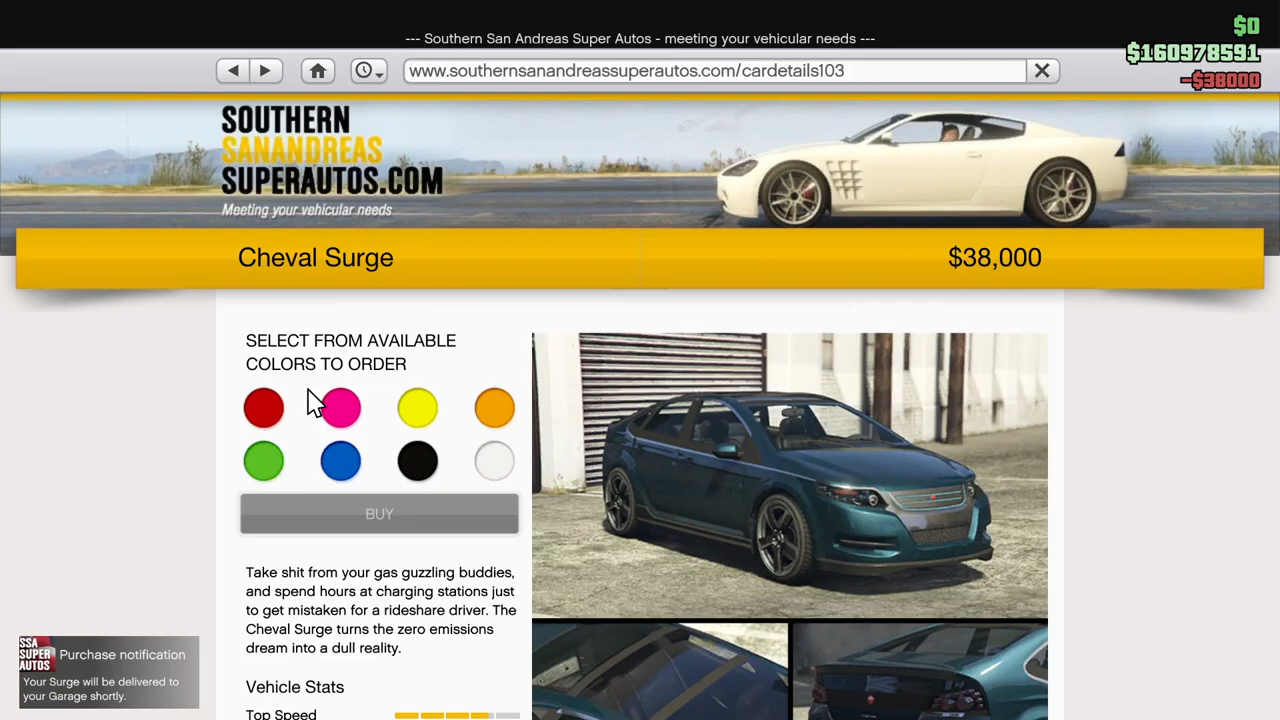 --- Southern San Andreas Super Autos - meeting your vehicular needs ---
$0
$160978591
-$38000
www.southernsanandreassuperautos.com/cardetails103
SOUTHERN
SANANDREAS
SUPERAUTOS.COM
Meeting your vehicular needs
Cheval Surge
$38,000
SELECT FROM AVAILABLE
COLORS TO ORDER
BUY
Take shit from your gas guzzling buddies,
and spend hours at charging stations just
to get mistaken for a rideshare driver. The
Cheval Surge turns the zero emissions
dream into a dull reality.
Vehicle Stats
Top Speed
SSA
SUPER
AUTOS
Purchase notification
Your Surge will be delivered to
your Garage shortly.